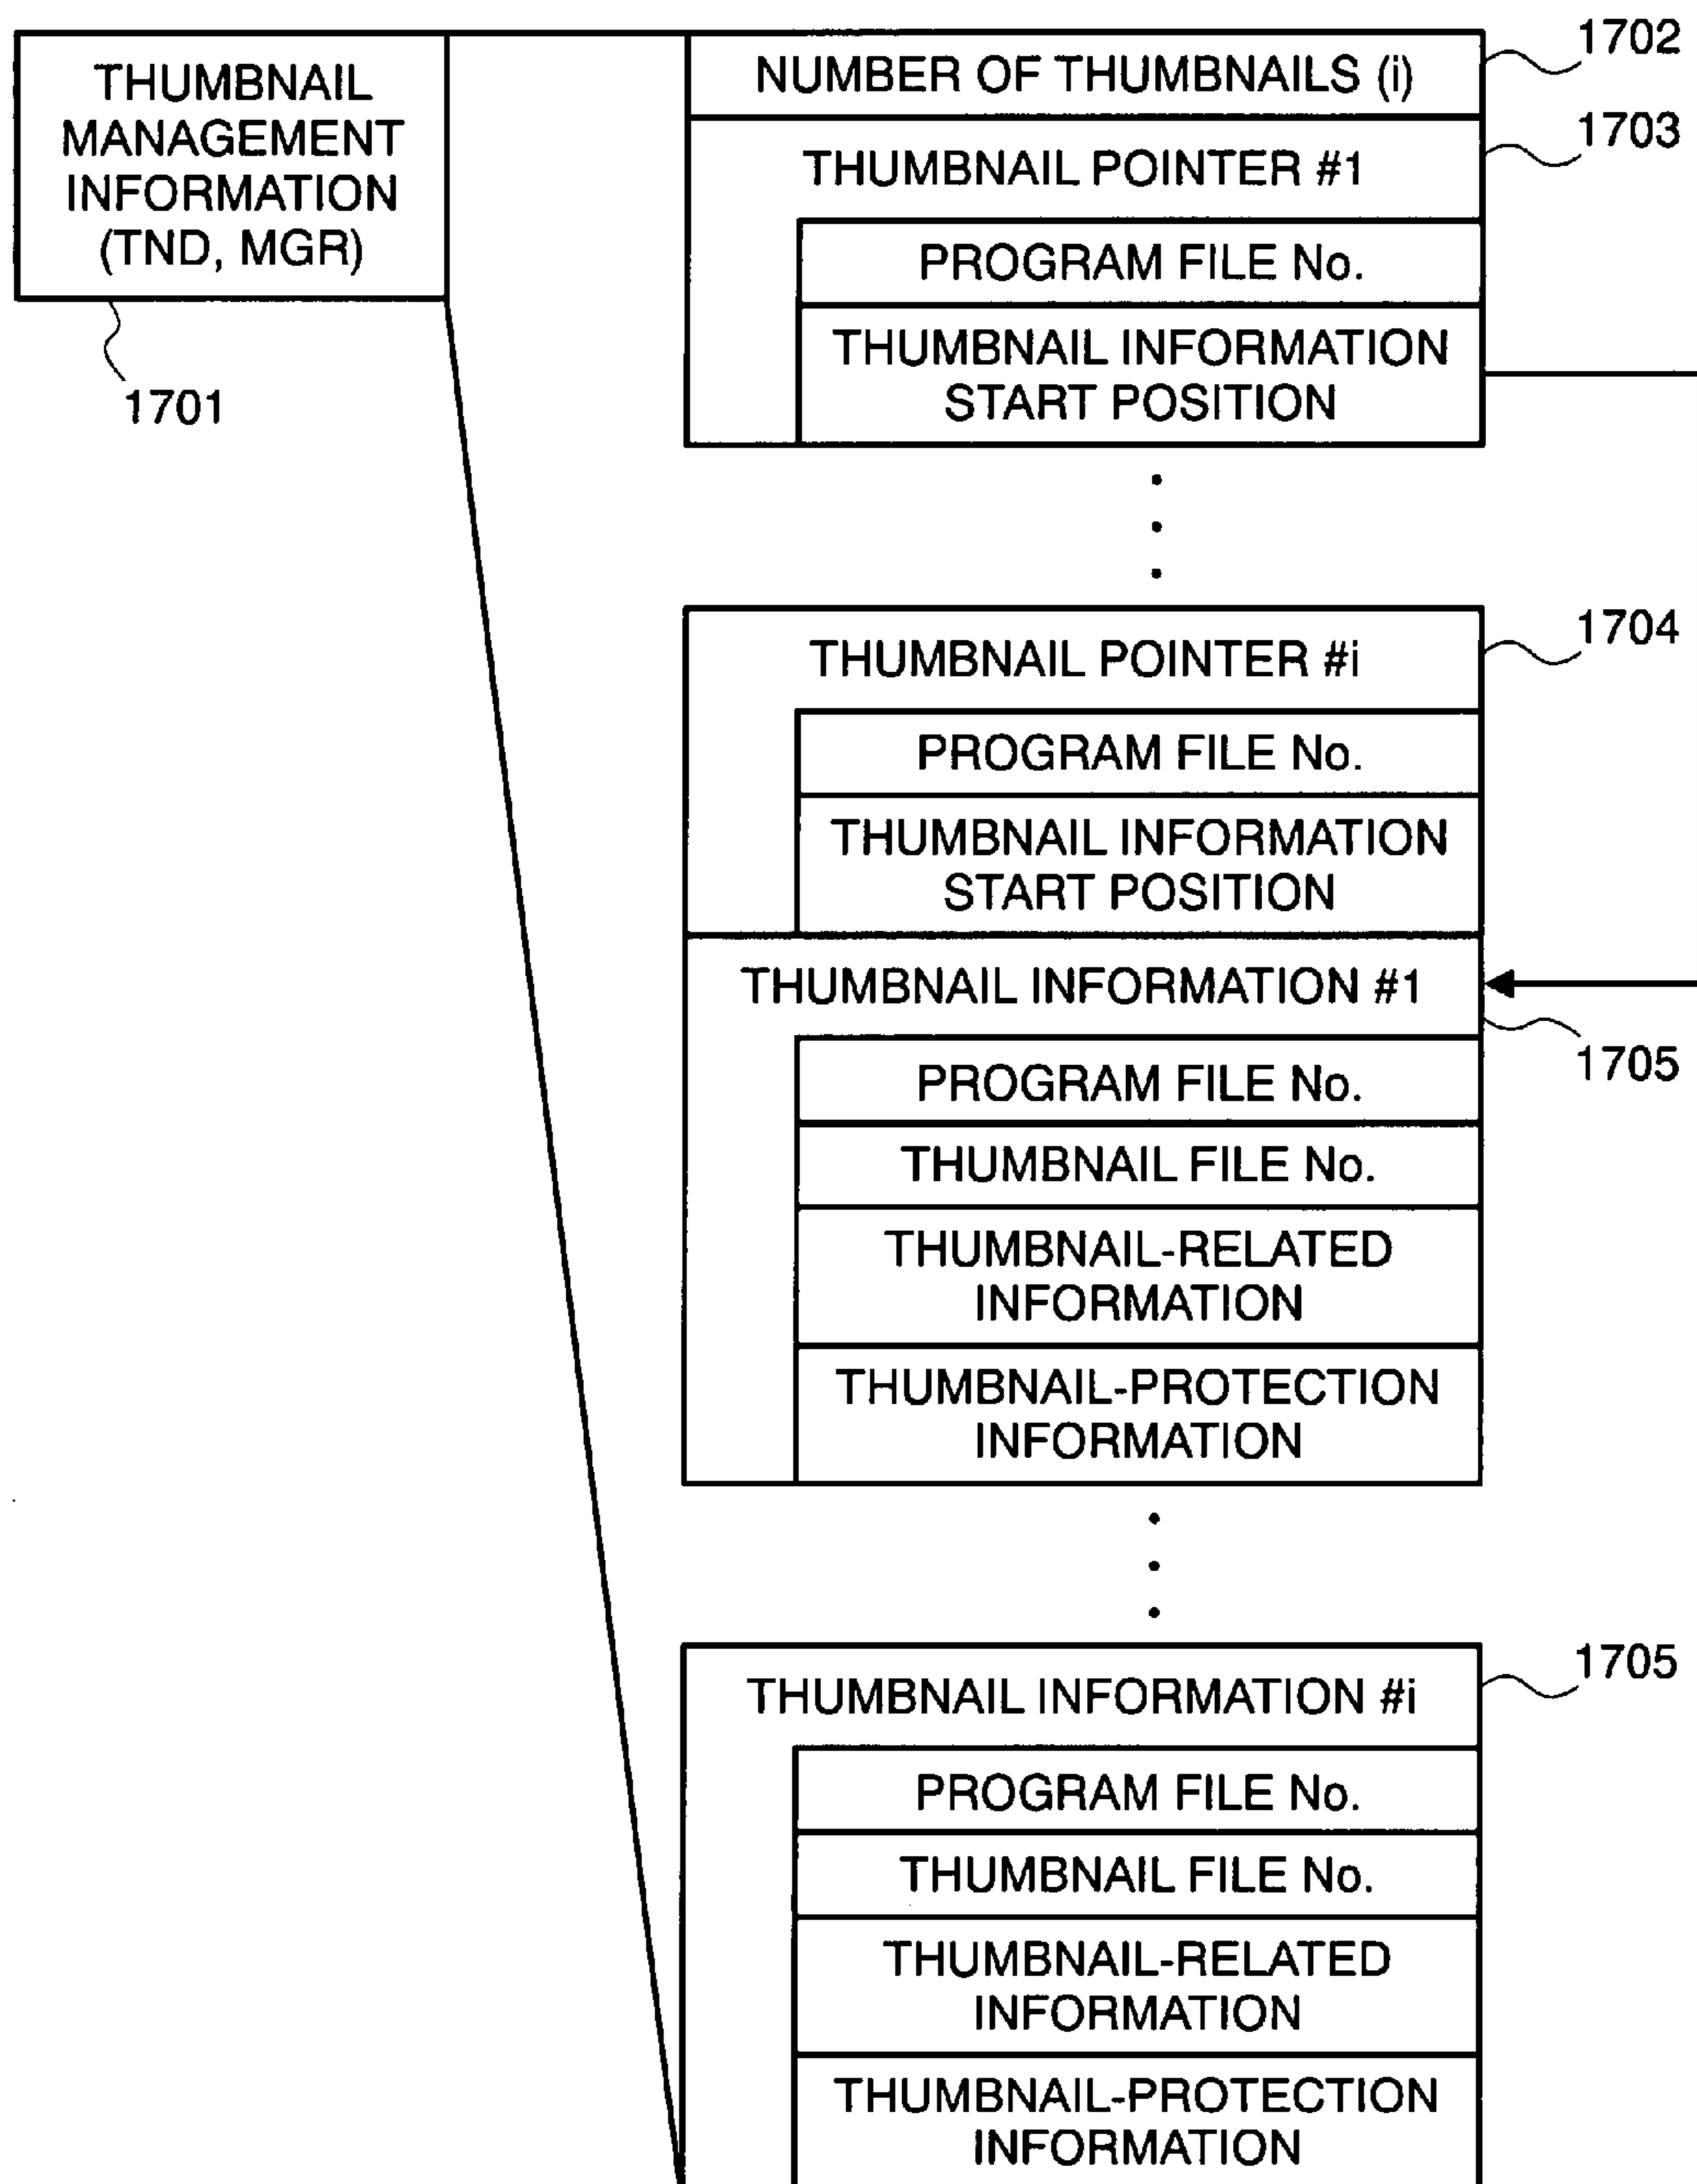 THUMBNAIL
MANAGEMENT
INFORMATION
(TND, MGR)
1701
NUMBER OF THUMBNAILS (i)
1702
THUMBNAIL POINTER #1
1703
PROGRAM FILE No.
THUMBNAIL INFORMATION
START POSITION
THUMBNAIL POINTER #i
1704
PROGRAM FILE No.
THUMBNAIL INFORMATION
START POSITION
THUMBNAIL INFORMATION #1
1705
PROGRAM FILE No.
THUMBNAIL FILE No.
THUMBNAIL-RELATED
INFORMATION
THUMBNAIL-PROTECTION
INFORMATION
THUMBNAIL INFORMATION #i
1705
PROGRAM FILE No.
THUMBNAIL FILE No.
THUMBNAIL-RELATED
INFORMATION
THUMBNAIL-PROTECTION
INFORMATION